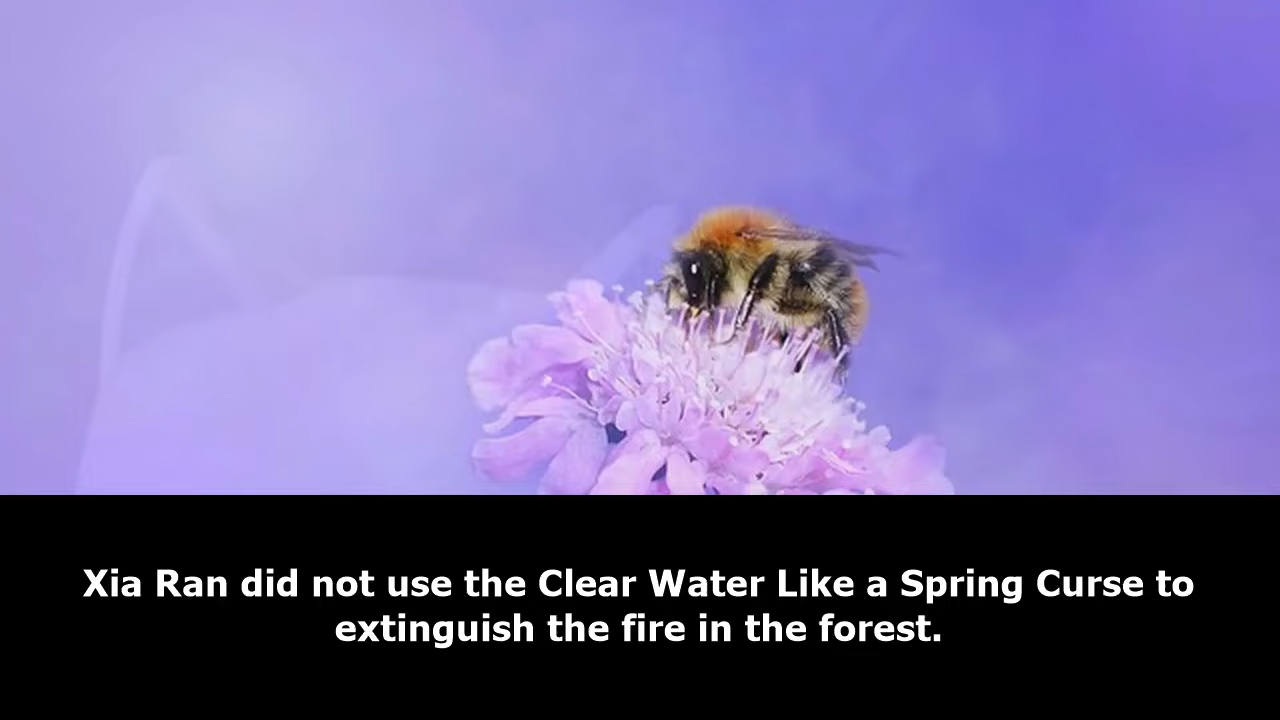 Xia Ran did not use the Clear Water Like a Spring Curse to
extinguish the fire in the forest.